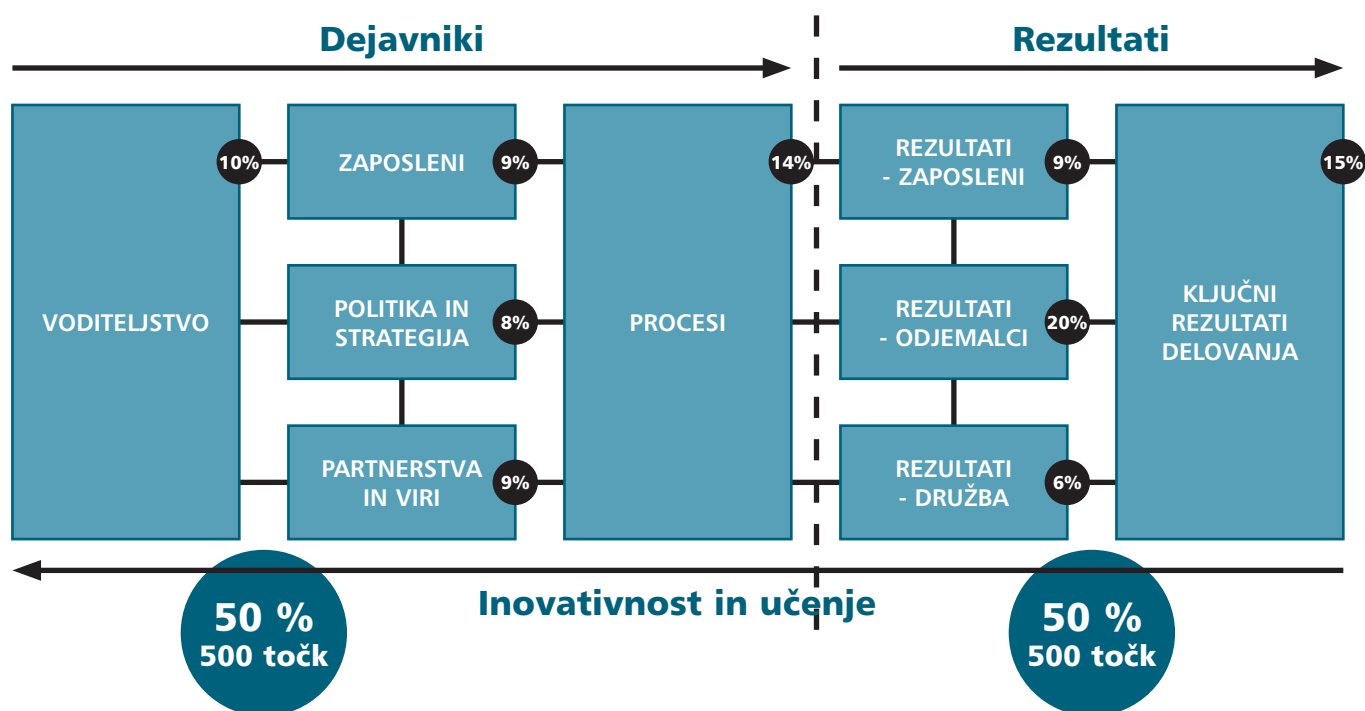 Dejavniki
Rezultati
VODITELJSTVO
10%
ZAPOSLENI
9%
POLITIKA IN
STRATEGIJA
8%
PARTNERSTVA
IN VIRI
9%
PROCESI
14%
REZULTATI
- ZAPOSLENI
9%
REZULTATI
- ODJEMALCI
20%
REZULTATI
- DRUŽBA
6%
KLJUČNI
REZULTATI
DELOVANJA
15%
Inovativnost in učenje
50 %
500 točk
50 %
500 točk